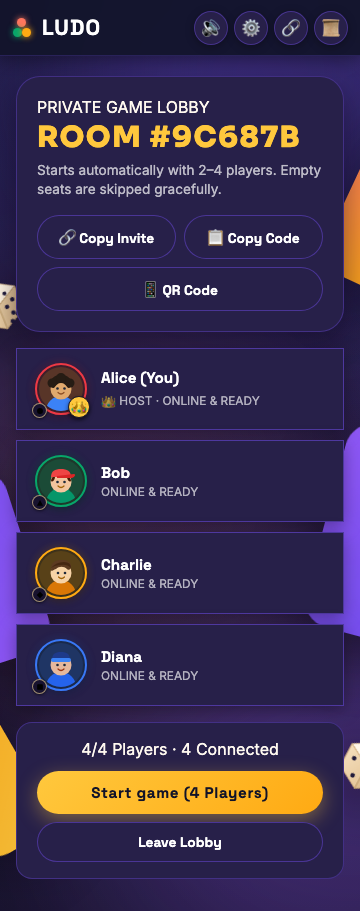 LUDO
PRIVATE GAME LOBBY
ROOM #9C687B
Starts automatically with 2–4 players. Empty
seats are skipped gracefully.
Copy Invite
Copy Code
QR Code
Alice (You)
HOST · ONLINE & READY
Bob
ONLINE & READY
Charlie
ONLINE & READY
Diana
ONLINE & READY
4/4 Players · 4 Connected
Start game (4 Players)
Leave Lobby